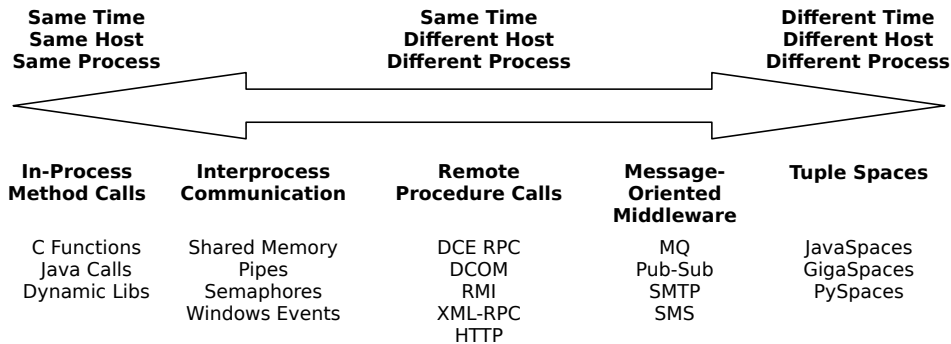 Same Time
Same Host
Same Process
Same Time
Different Host
Different Process
Different Time
Different Host
Different Process
In-Process
Method Calls
C Functions
Java Calls
Dynamic Libs
Interprocess
Communication
Shared Memory
Pipes
Semaphores
Windows Events
Remote
Procedure Calls
DCE RPC
DCOM
RMI
XML-RPC
HTTP
Message-
Oriented
Middleware
MQ
Pub-Sub
SMTP
SMS
Tuple Spaces
JavaSpaces
GigaSpaces
PySpaces